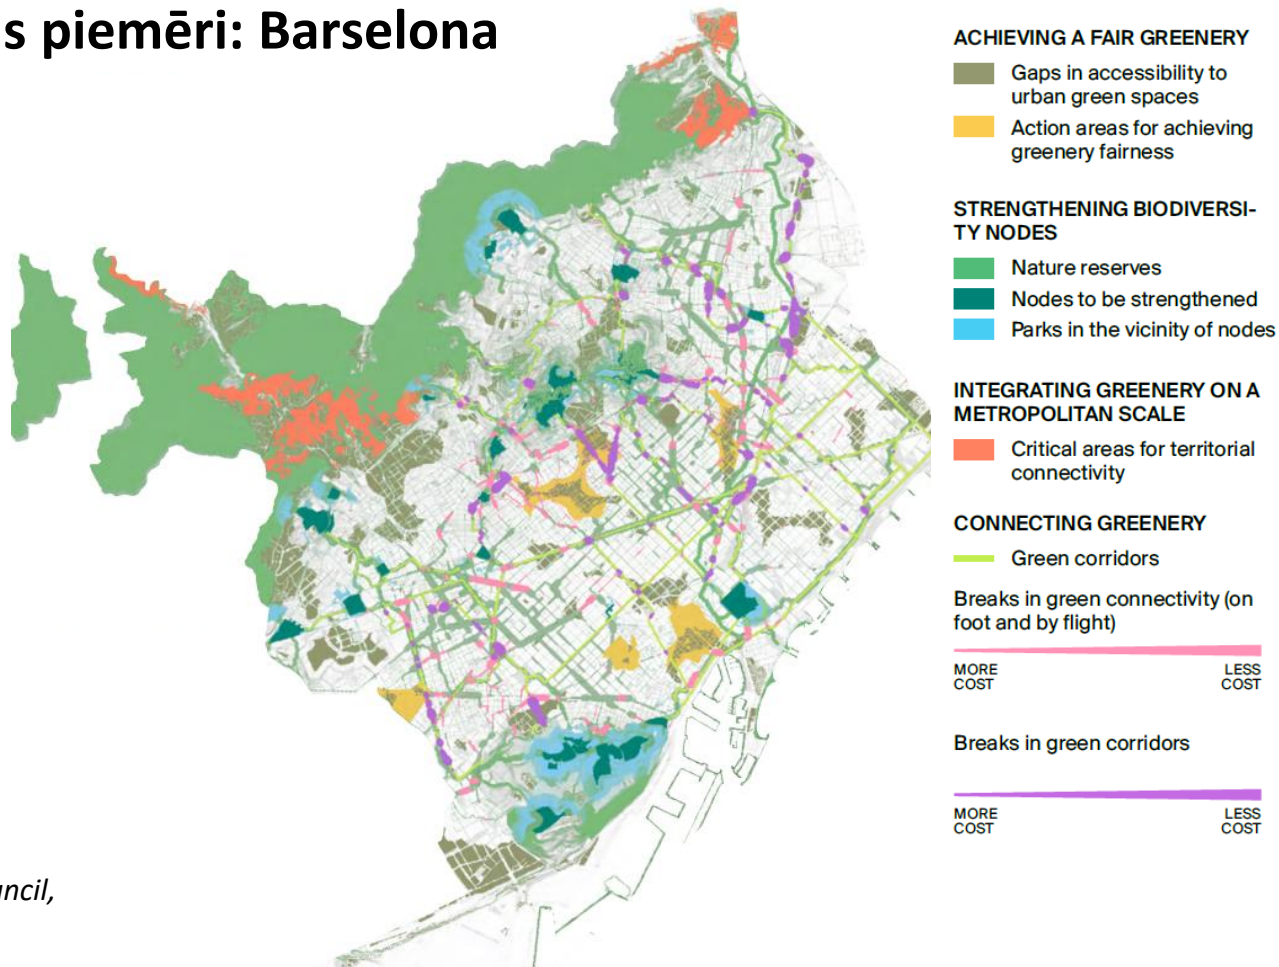 s piemēri: Barselona
ACHIEVING A FAIR GREENERY
Gaps in accessibility to
urban green spaces
Action areas for achieving
greenery fairness
STRENGTHENING BIODIVERSI-
TY NODES
Nature reserves
Nodes to be strengthened
Parks in the vicinity of nodes
INTEGRATING GREENERY ON A
METROPOLITAN SCALE
Critical areas for territorial
connectivity
CONNECTING GREENERY
Green corridors
Breaks in green connectivity (on
foot and by flight)
MORE LESS
COST COST
Breaks in green corridors
MORE LESS
COST COST
ncil,